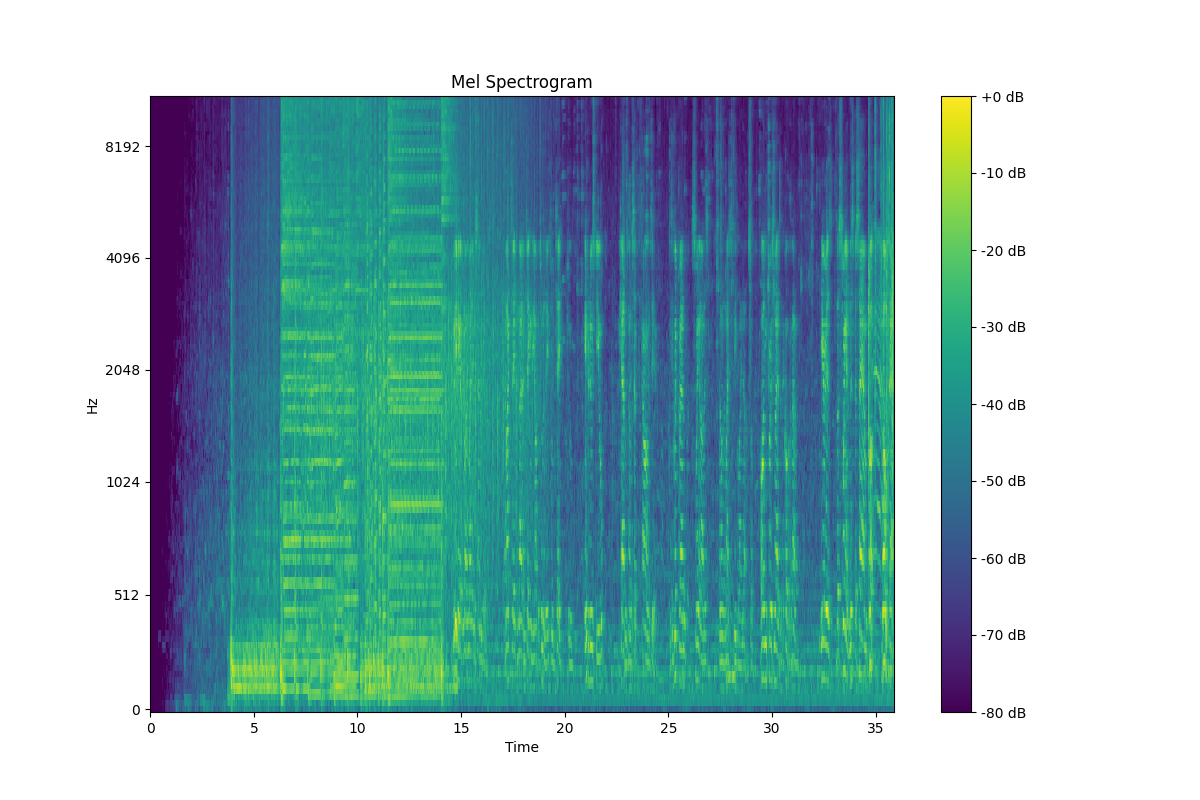 Mel Spectrogram
+0 dB
8192
-10 dB
-20 dB
4096
-30 dB
2048
-40 dB
Hz
1024
-50 dB
-60 dB
512
-70 dB
0
-80 dB
0 5 10 15 20 25 30 35
Time